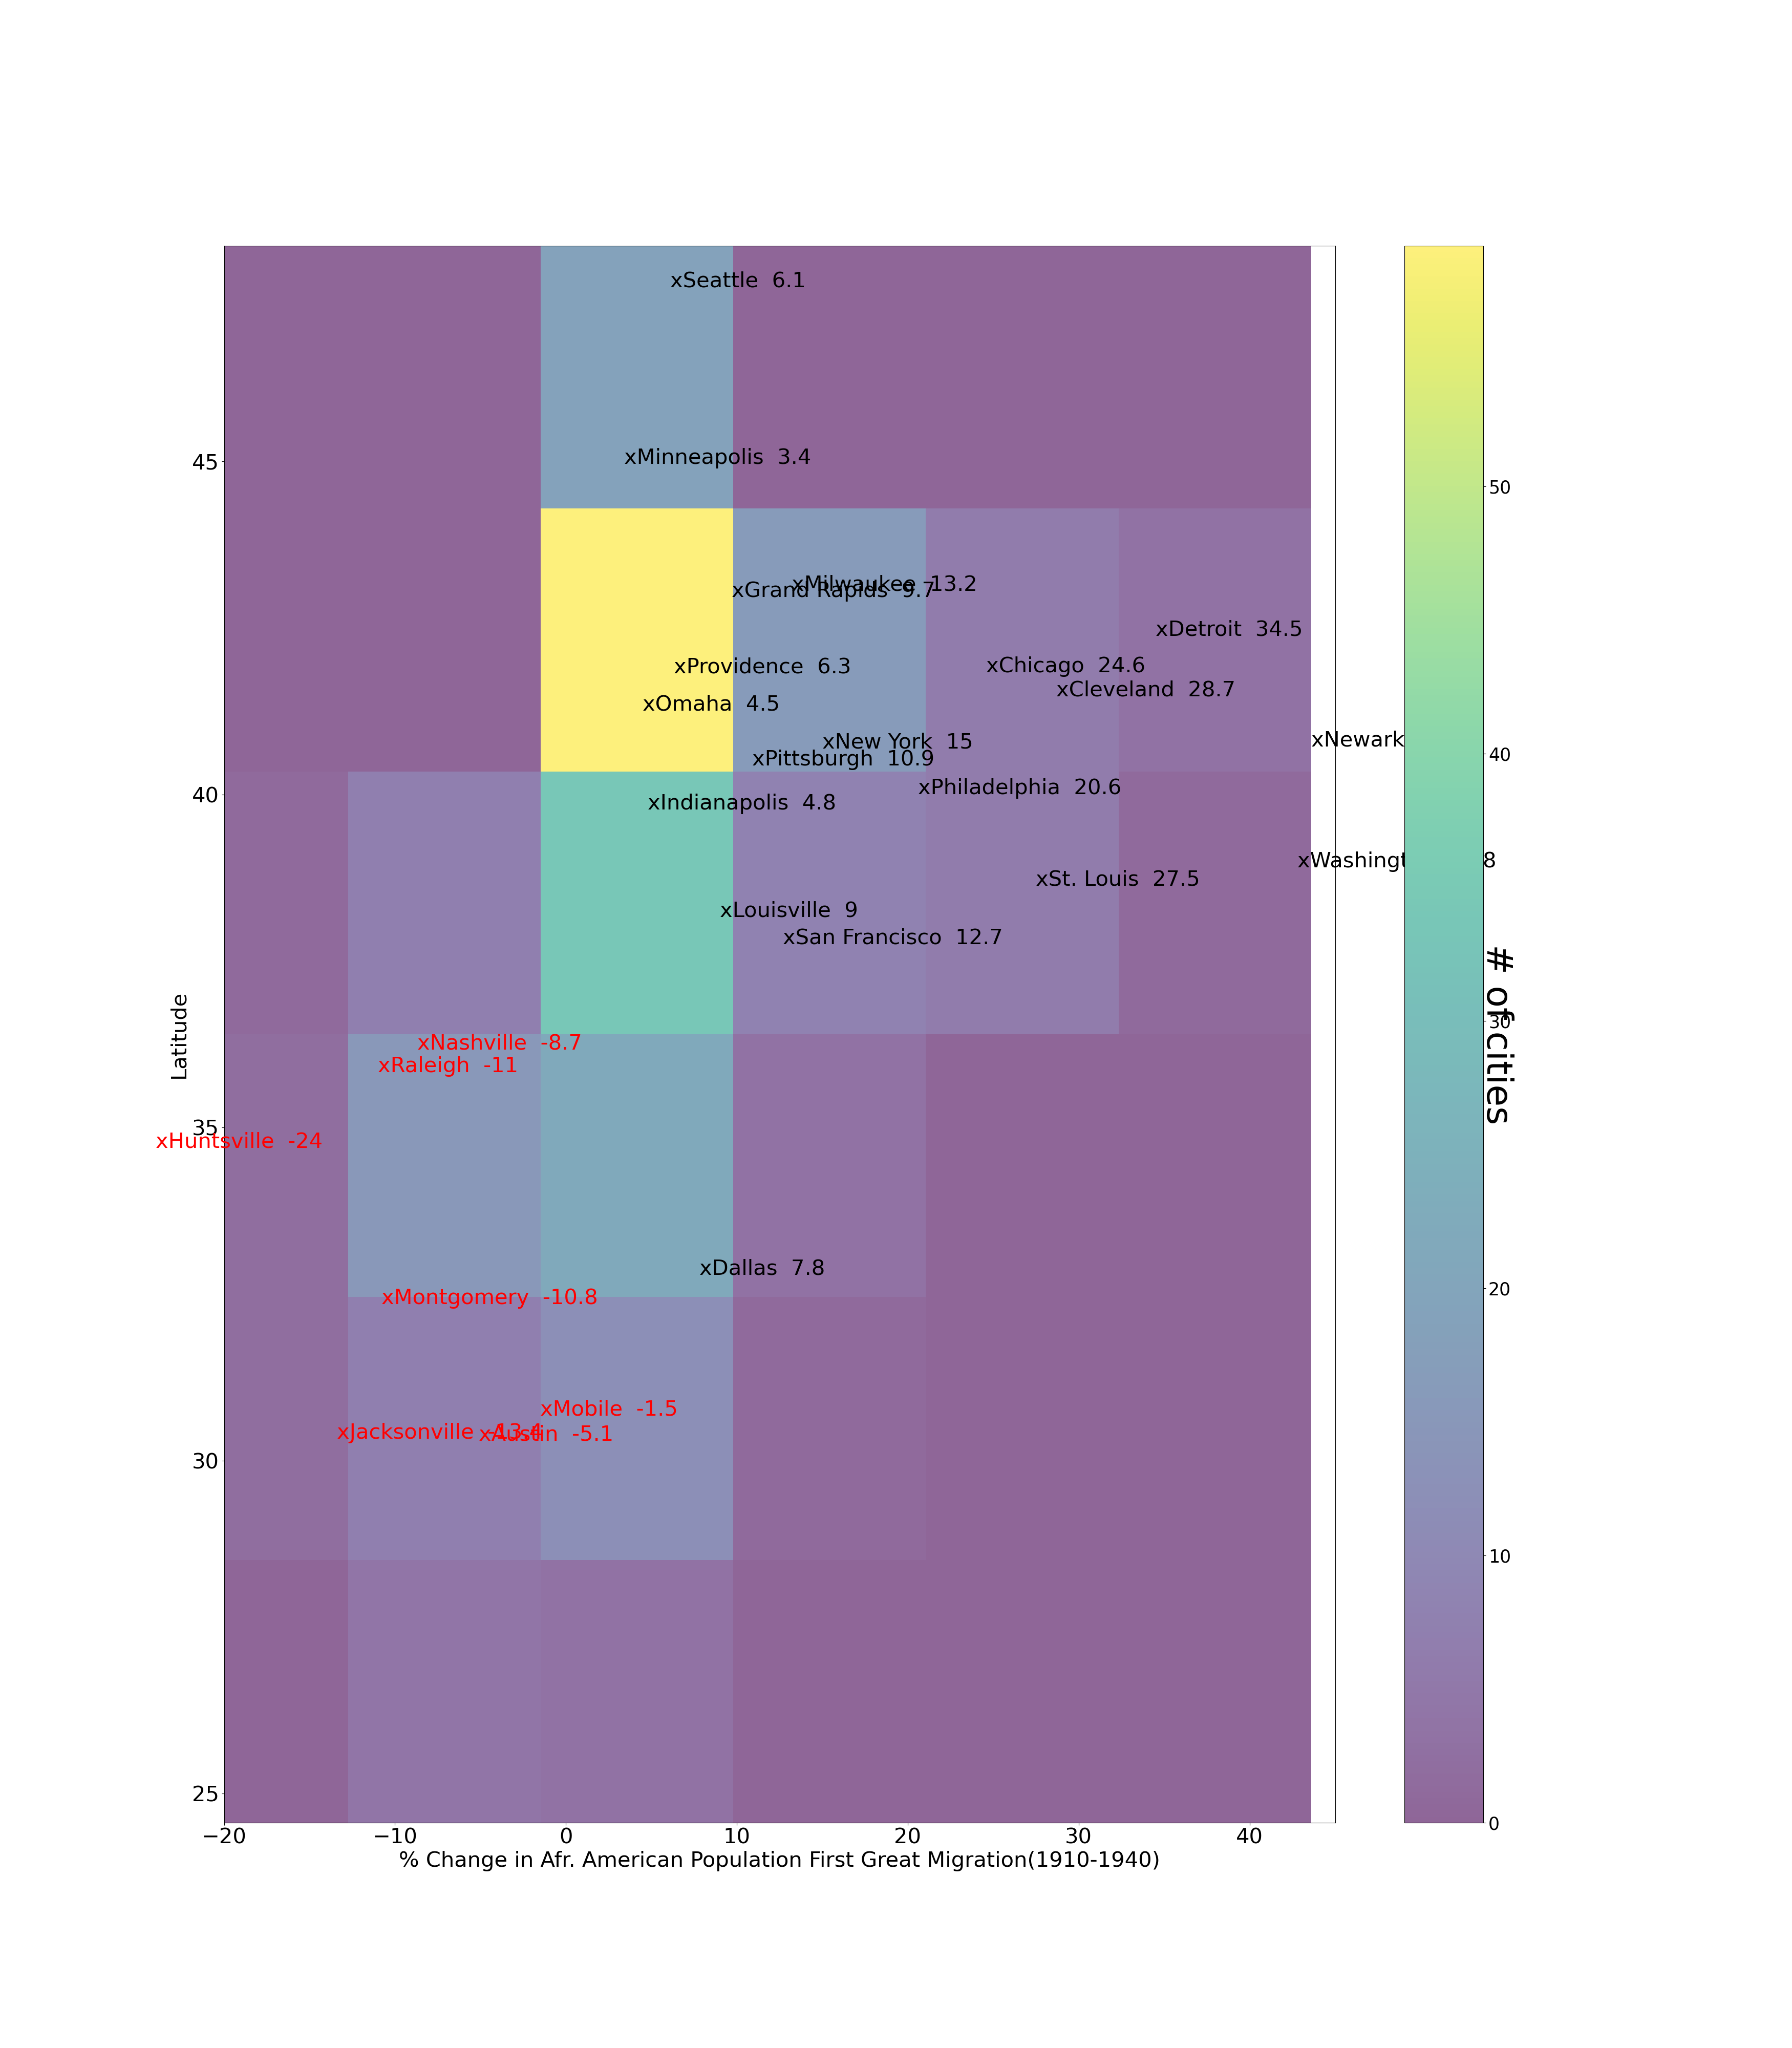 xSeattle 6.1
45
xMinneapolis 3.4
50
xMilwaukee 13.2
xGrand Rapids 9.7
xDetroit 34.5
xProvidence 6.3
xChicago 24.6
xCleveland 28.7
xOmaha 4.5
xNew York 15
xNewark
40
xPittsburgh 10.9
xPhiladelphia 20.6
40
xIndianapolis 4.8
xWashingt 8
xSt. Louis 27.5
xLouisville 9
xSan Francisco 12.7
# of cities
30
Latitude
xNashville -8.7
xRaleigh -11
35
xHuntsville -24
xDallas 7.8
20
xMontgomery -10.8
xMobile -1.5
xJacksonville -13.4
xAustin -5.1
30
10
25
0
−20 −10 0 10 20 30 40
% Change in Afr. American Population First Great Migration(1910-1940)